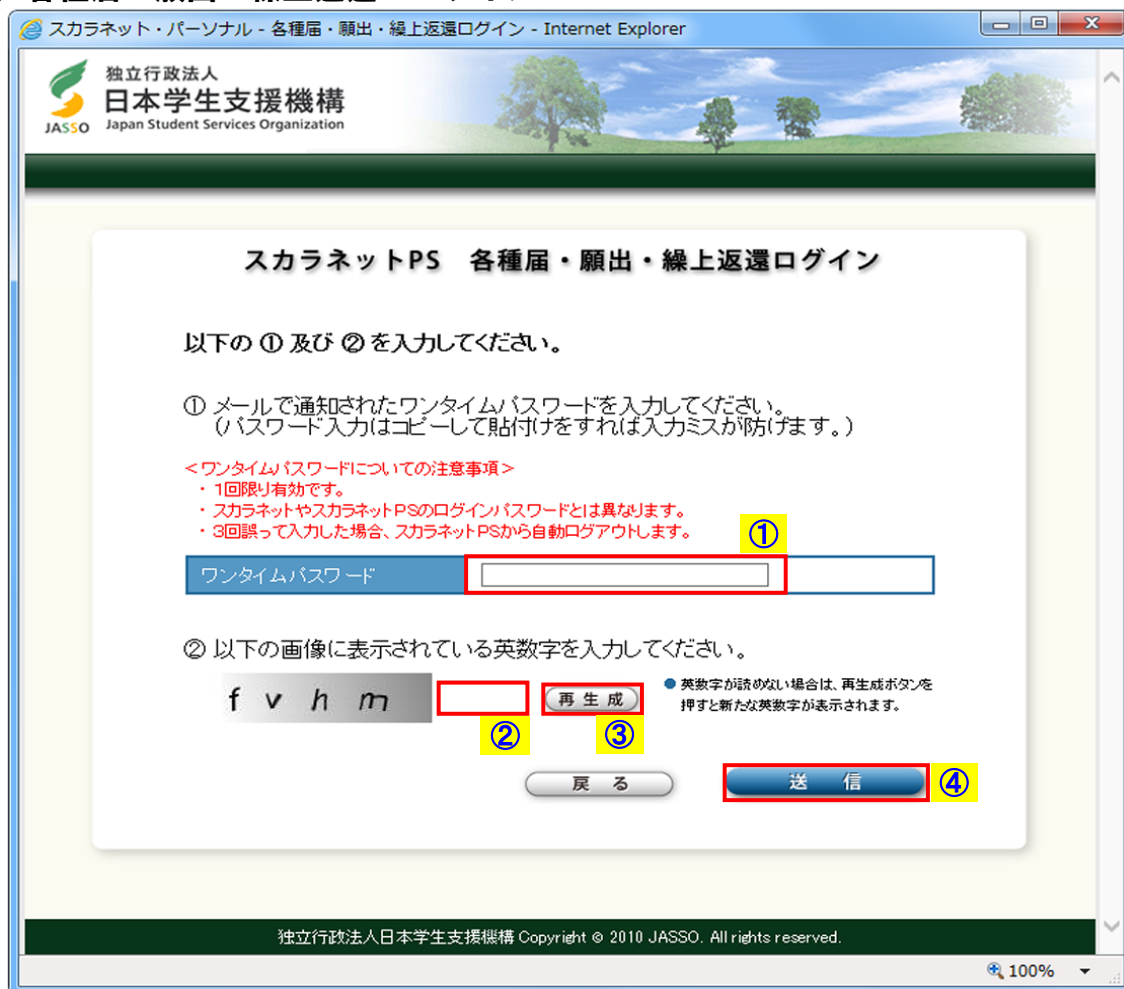 スカラネット・パーソナル - 各種届・願出・繰上返還ログイン - Internet Explorer
独立行政法人
日本学生支援機構
JASSO Japan Student Services Organization
スカラネットPS 各種届・願出・繰上返還ログイン
以下の ① 及び ② を入力してください。
① メールで通知されたワンタイムパスワードを入力してください。
(パスワード入力はコピーして貼付けをすれば入力ミスが防げます。)
<ワンタイムパスワードについての注意事項>
・ 1回限り有効です。
・ スカラネットやスカラネットPSのログインパスワードとは異なります。
・ 3回誤って入力した場合、スカラネットPSから自動ログアウトします。
①
ワンタイムパスワード
② 以下の画像に表示されている英数字を入力してください。
f v h m
再生成
● 英数字が読めない場合は、再生成ボタンを
押すと新たな英数字が表示されます。
② ③
戻る
送信
④
独立行政法人日本学生支援機構 Copyright © 2010 JASSO. All rights reserved.
100%